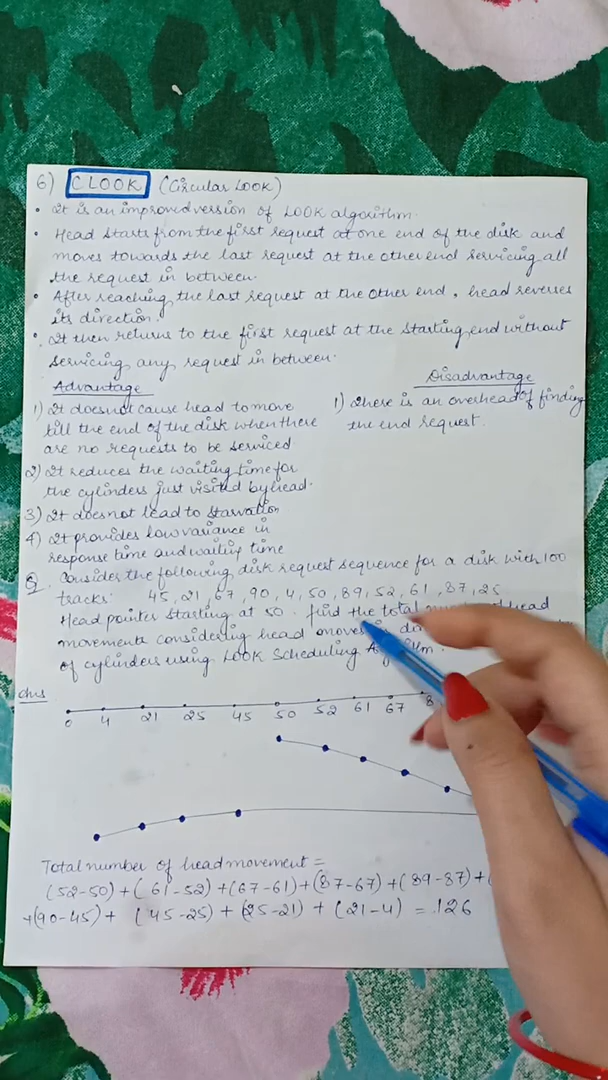 6) CLOOK (Circular LOOK)
• It is an improved version of LOOK algorithm.
• Head starts from the first request at one end of the disk and
moves towards the last request at the other end servicing all
the request in between.
• After reaching the last request at the other end, head reverses
its direction.
• It then returns to the first request at the starting end without
servicing any request in between.
Advantage
1) It does not cause head to move
till the end of the disk when there
are no requests to be serviced
2) It reduces the waiting time for
the cylinders just visited by head.
3) It does not lead to starvation
4) It provides low variance in
response time and waiting time
Disadvantage
1) There is an overhead of finding
the end request.
Q. Consider the following disk request sequence for a disk with 100
tracks: 45, 21, 67, 90, 4, 50, 89, 52, 61, 87, 25
Head pointer starting at 50. Find the total head
movements considering head moves in
of cylinders using LOOK Scheduling
Ans
0 4 21 25 45 50 52 61 67 8
Total number of head movement =
(52-50) + (61-52) + (67-61) + (87-67) + (89-87) +
+(90-45) + (45-25) + (25-21) + (21-4) = 126